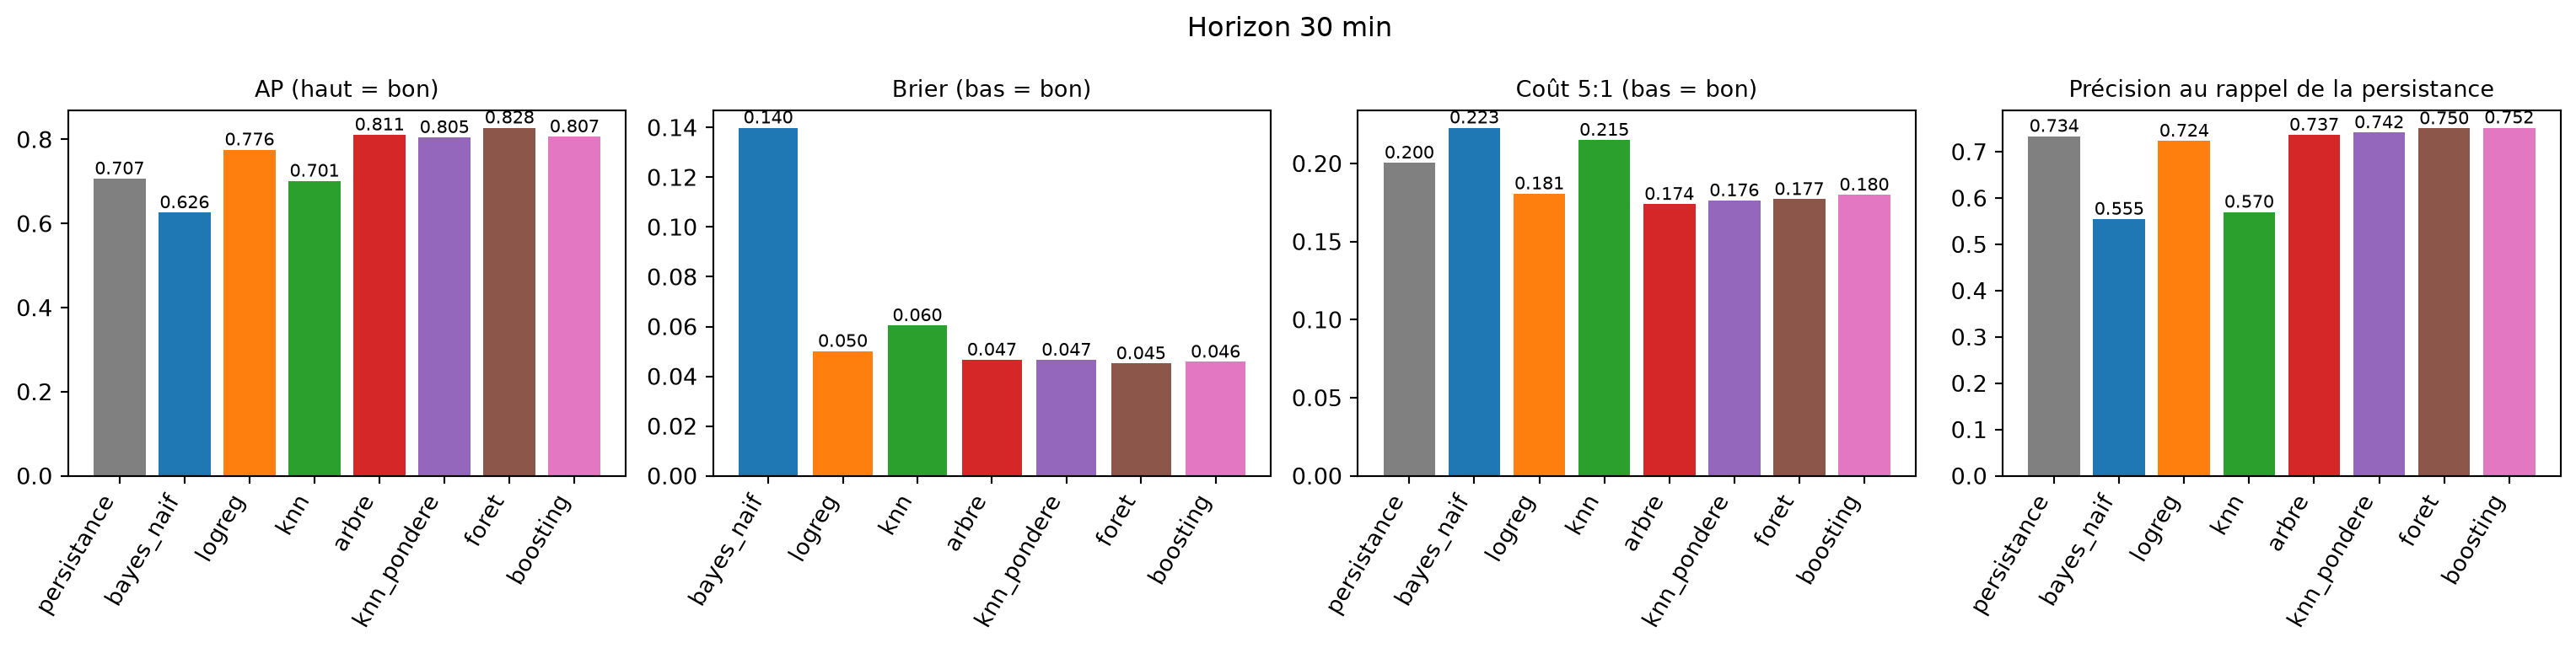 Horizon 30 min
AP (haut = bon)
0.8
0.6
0.4
0.2
0.0
0.707
0.626
0.776
0.701
0.811
0.805
0.828
0.807
persistance
bayes_naif
logreg
knn
arbre
knn_pondere
foret
boosting
Brier (bas = bon)
0.14
0.12
0.10
0.08
0.06
0.04
0.02
0.00
0.140
0.050
0.060
0.047
0.047
0.045
0.046
bayes_naif
logreg
knn
arbre
knn_pondere
foret
boosting
Coût 5:1 (bas = bon)
0.20
0.15
0.10
0.05
0.00
0.200
0.223
0.181
0.215
0.174
0.176
0.177
0.180
persistance
bayes_naif
logreg
knn
arbre
knn_pondere
foret
boosting
Précision au rappel de la persistance
0.7
0.6
0.5
0.4
0.3
0.2
0.1
0.0
0.734
0.555
0.724
0.570
0.737
0.742
0.750
0.752
persistance
bayes_naif
logreg
knn
arbre
knn_pondere
foret
boosting